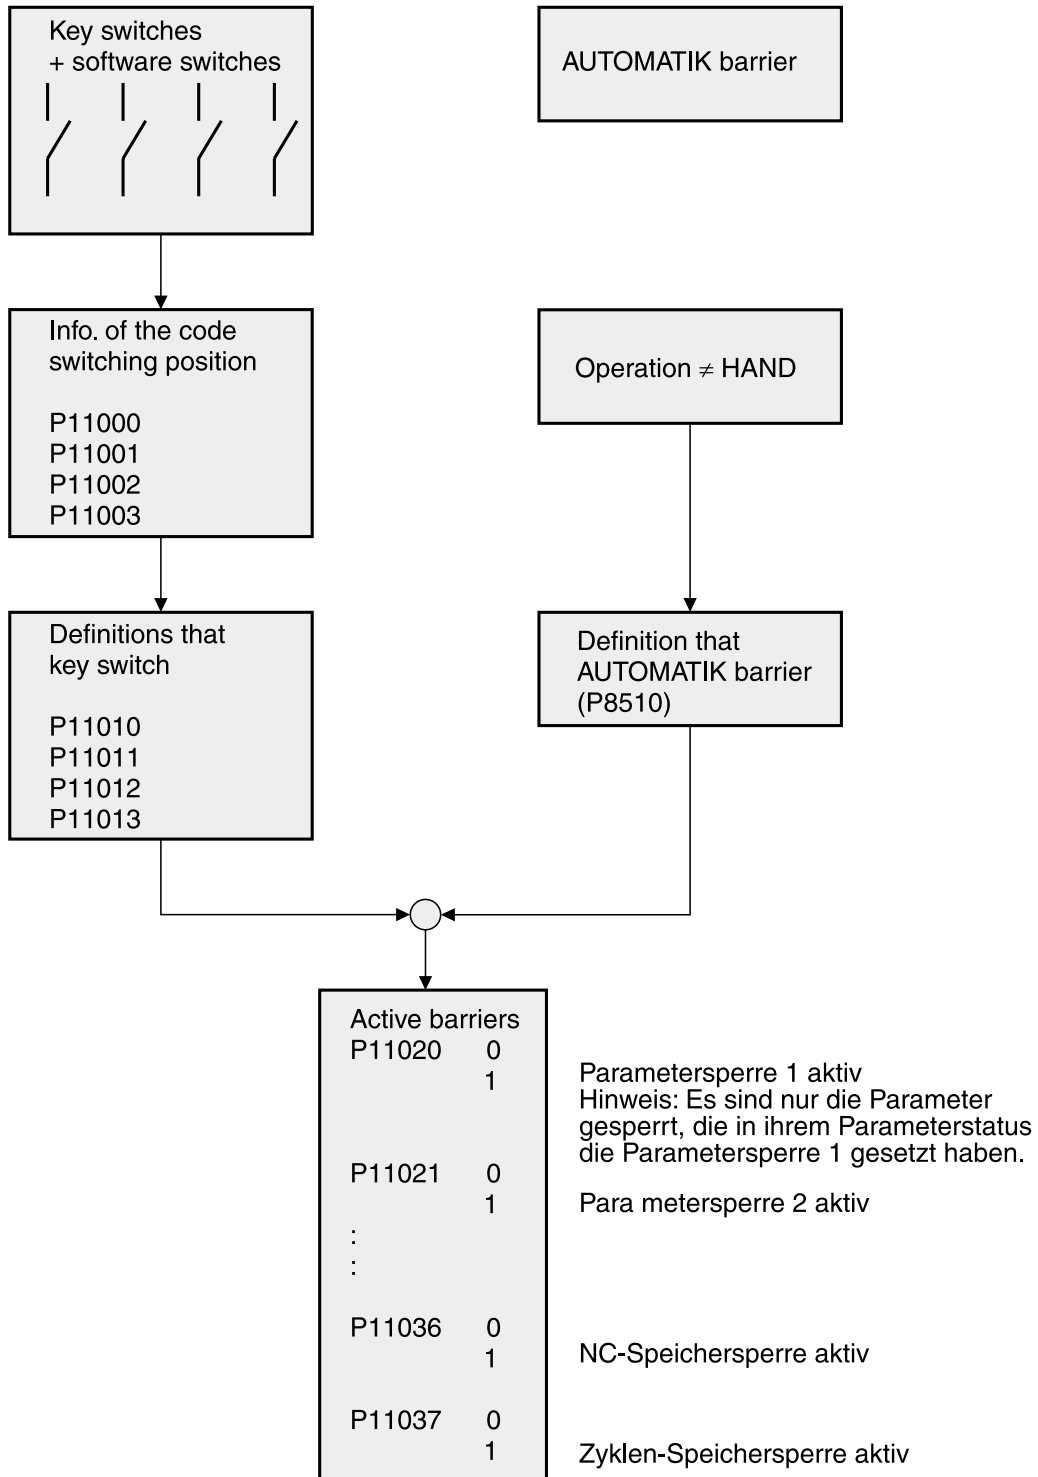 Key switches
+ software switches
AUTOMATIK barrier
Info. of the code
switching position
P11000
P11001
P11002
P11003
Operation ≠ HAND
Definitions that
key switch
P11010
P11011
P11012
P11013
Definition that
AUTOMATIK barrier
(P8510)
Active barriers
P11020 0
1 Parametersperre 1 aktiv
Hinweis: Es sind nur die Parameter
gesperrt, die in ihrem Parameterstatus
die Parametersperre 1 gesetzt haben.
P11021 0
1 Para metersperre 2 aktiv
:
:
P11036 0
1 NC-Speichersperre aktiv
P11037 0
1 Zyklen-Speichersperre aktiv